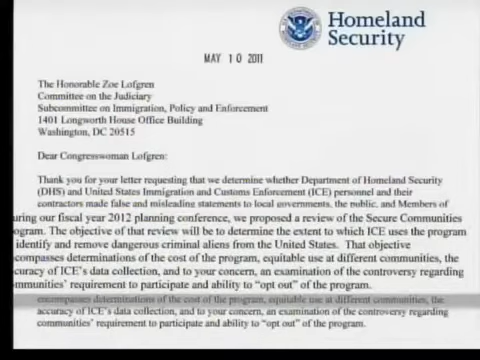 Homeland
Security
MAY 10 2011
The Honorable Zoe Lofgren
Committee on the Judiciary
Subcommittee on Immigration, Policy and Enforcement
1401 Longworth House Office Building
Washington, DC 20515
Dear Congresswoman Lofgren:
Thank you for your letter requesting that we determine whether Department of Homeland Security
(DHS) and United States Immigration and Customs Enforcement (ICE) personnel and their
contractors made false and misleading statements to local governments, the public, and Members of
uring our fiscal year 2012 planning conference, we proposed a review of the Secure Communities
ogram. The objective of that review will be to determine the extent to which ICE uses the program
identify and remove dangerous criminal aliens from the United States. That objective
compasses determinations of the cost of the program, equitable use at different communities, the
curacy of ICE's data collection, and to your concern, an examination of the controversy regarding
mmunities' requirement to participate and ability to "opt out" of the program.
encompasses determinations of the cost of the program, equitable use at different communities, the
accuracy of ICE's data collection, and to your concern, an examination of the controversy regarding
communities' requirement to participate and ability to "opt out" of the program.